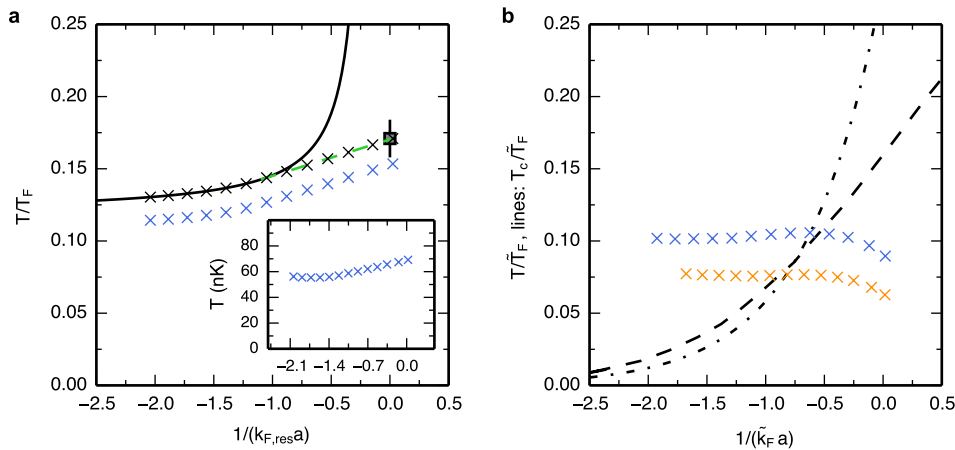 a
0.25
0.20
0.15
0.10
0.05
0.00
T/T_F
−2.5 −2.0 −1.5 −1.0 −0.5 0.0 0.5
1/(k_F,res a)
80
60
40
20
0
T (nK)
−2.1 −1.4 −0.7 0.0
b
0.25
0.20
0.15
0.10
0.05
0.00
T/T̃_F , lines: T_c/T̃_F
−2.5 −2.0 −1.5 −1.0 −0.5 0.0 0.5
1/(k̃_F a)